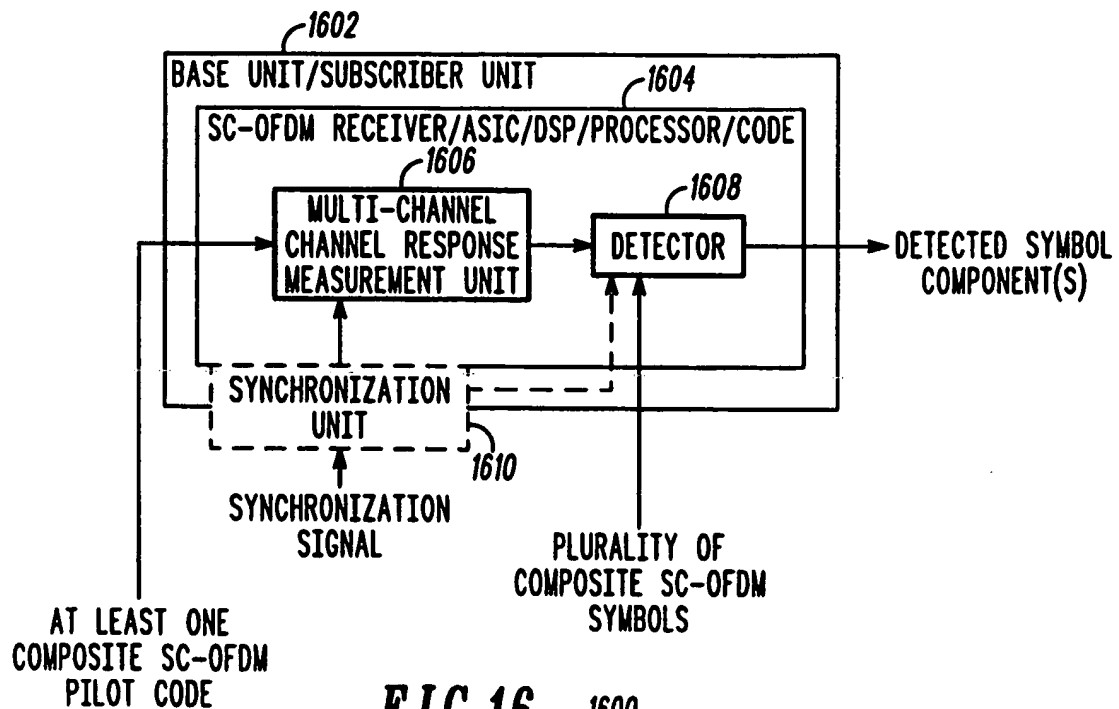 1602
BASE UNIT/SUBSCRIBER UNIT
1604
SC-OFDM RECEIVER/ASIC/DSP/PROCESSOR/CODE
1606
MULTI-CHANNEL
CHANNEL RESPONSE
MEASUREMENT UNIT
1608
DETECTOR
DETECTED SYMBOL
COMPONENT(S)
SYNCHRONIZATION
UNIT
1610
SYNCHRONIZATION
SIGNAL
PLURALITY OF
COMPOSITE SC-OFDM
SYMBOLS
AT LEAST ONE
COMPOSITE SC-OFDM
PILOT CODE
FIG.16
1600